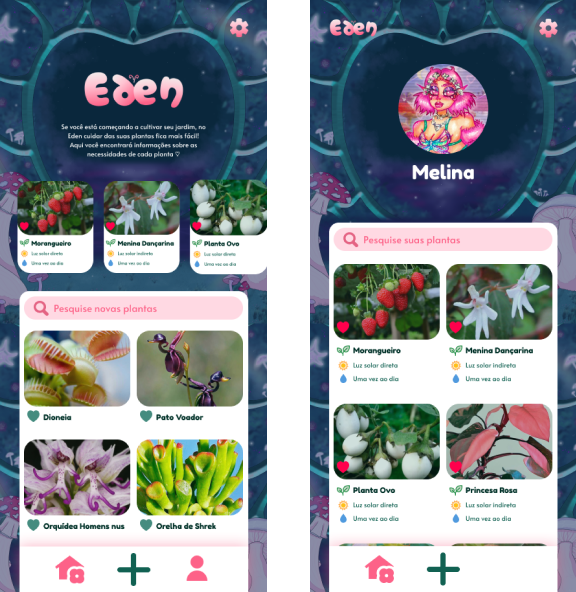 Eden
Se você está começando a cultivar seu jardim, no
Eden cuidar das suas plantas fica mais fácil!
Aqui você encontrará informações sobre as
necessidades de cada planta ♡
Morangueiro
Luz solar direta
Uma vez ao dia
Menina Dançarina
Luz solar indireta
Uma vez ao dia
Planta Ovo
Luz solar direta
Uma vez ao dia
Pesquise novas plantas
Dioneia
Pato Voador
Orquídea Homens nus
Orelha de Shrek
Eden
Melina
Pesquise suas plantas
Morangueiro
Luz solar direta
Uma vez ao dia
Menina Dançarina
Luz solar indireta
Uma vez ao dia
Planta Ovo
Luz solar direta
Uma vez ao dia
Princesa Rosa
Luz solar indireta
Uma vez ao dia